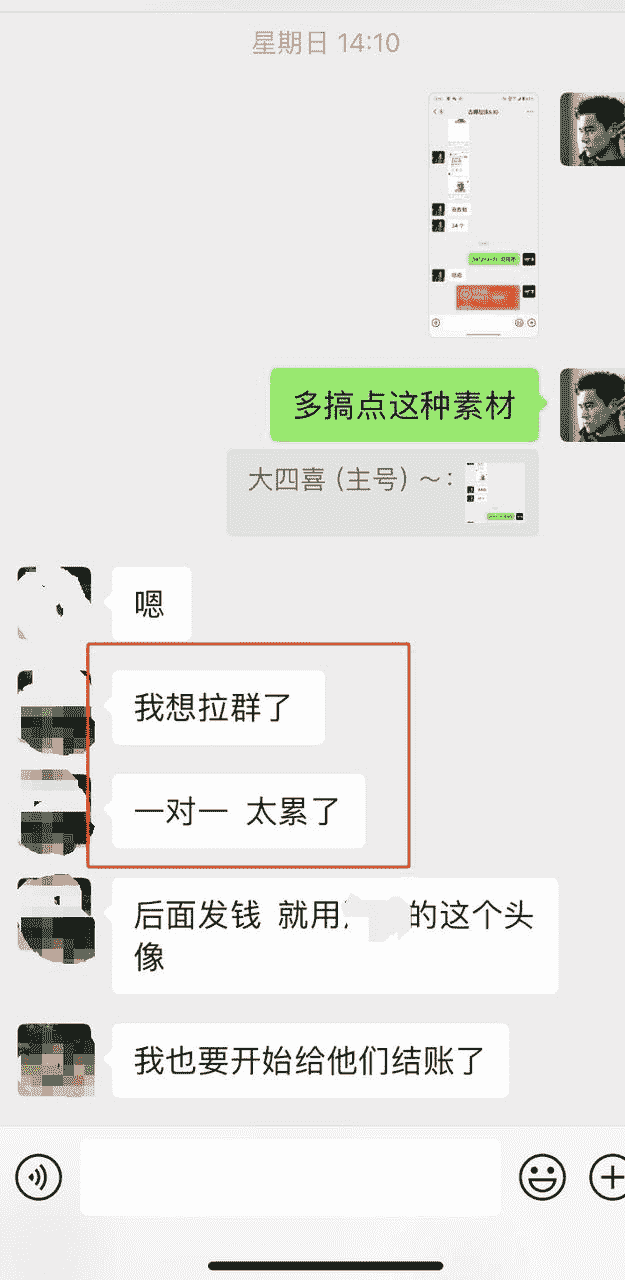 星期日 14:10
多搞点这种素材
大四喜（主号）～：
嗯
我想拉群了
一对一 太累了
后面发钱 就用 的这个头
像
我也要开始给他们结账了